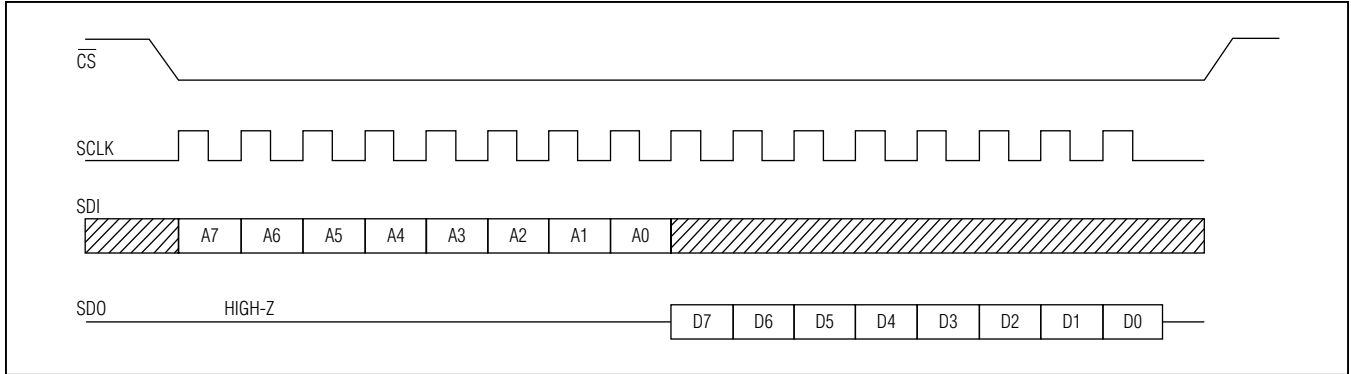 CS
SCLK
SDI
A7 A6 A5 A4 A3 A2 A1 A0
SDO HIGH-Z
D7 D6 D5 D4 D3 D2 D1 D0